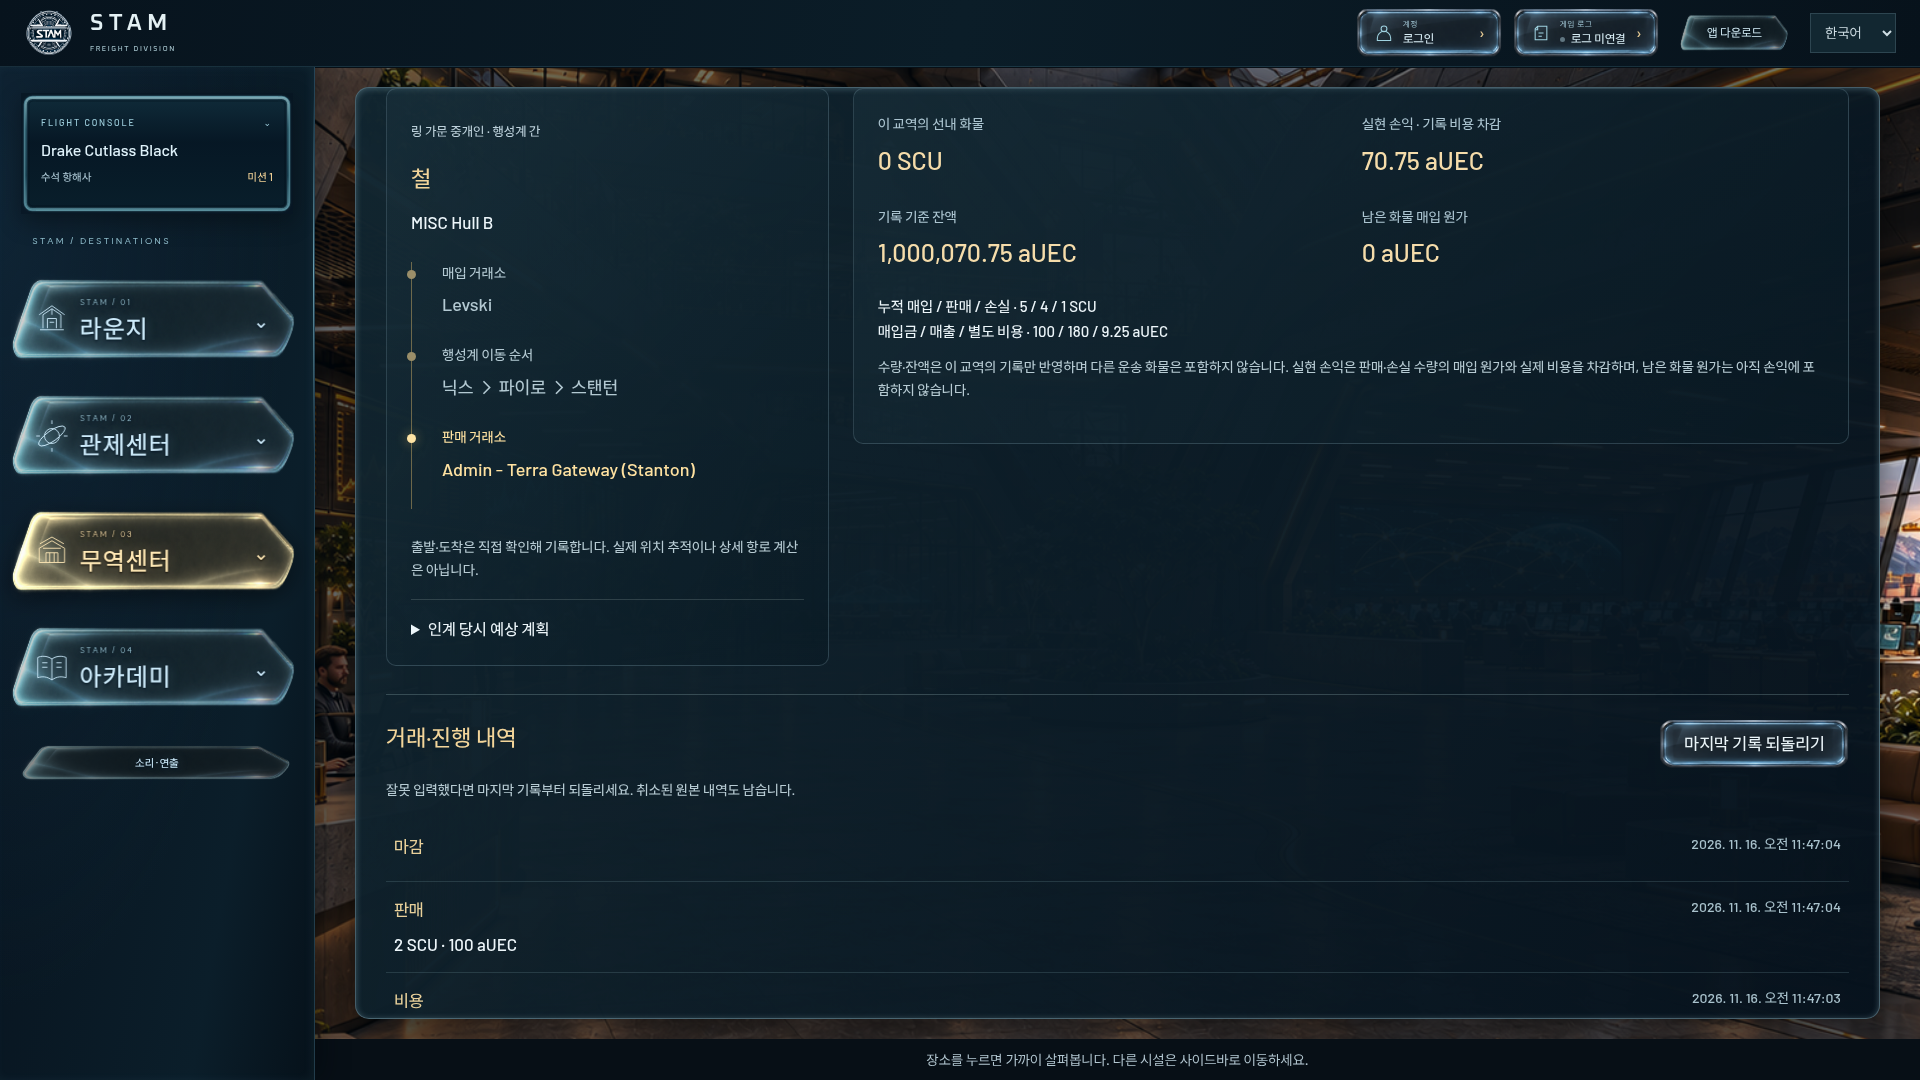 STAM
STAM
FREIGHT DIVISION
계정
로그인
게임 로그
로그 미연결
앱 다운로드
한국어
FLIGHT CONSOLE
Drake Cutlass Black
수석 항해사
미션 1
STAM / DESTINATIONS
STAM / 01
라운지
STAM / 02
관제센터
STAM / 03
무역센터
STAM / 04
아카데미
소리·연출
링 가문 중개인 · 행성계 간
철
MISC Hull B
매입 거래소
Levski
행성계 이동 순서
닉스 > 파이로 > 스탠턴
판매 거래소
Admin - Terra Gateway (Stanton)
출발·도착은 직접 확인해 기록합니다. 실제 위치 추적이나 상세 항로 계산
은 아닙니다.
▶ 인계 당시 예상 계획
이 교역의 선내 화물
0 SCU
실현 손익 · 기록 비용 차감
70.75 aUEC
기록 기준 잔액
1,000,070.75 aUEC
남은 화물 매입 원가
0 aUEC
누적 매입 / 판매 / 손실 · 5 / 4 / 1 SCU
매입금 / 매출 / 별도 비용 · 100 / 180 / 9.25 aUEC
수량·잔액은 이 교역의 기록만 반영하며 다른 운송 화물은 포함하지 않습니다. 실현 손익은 판매·손실 수량의 매입 원가와 실제 비용을 차감하며, 남은 화물 원가는 아직 손익에 포
함하지 않습니다.
거래·진행 내역
마지막 기록 되돌리기
잘못 입력했다면 마지막 기록부터 되돌리세요. 취소된 원본 내역도 남습니다.
마감
2026. 11. 16. 오전 11:47:04
판매
2026. 11. 16. 오전 11:47:04
2 SCU · 100 aUEC
비용
2026. 11. 16. 오전 11:47:03
장소를 누르면 가까이 살펴봅니다. 다른 시설은 사이드바로 이동하세요.